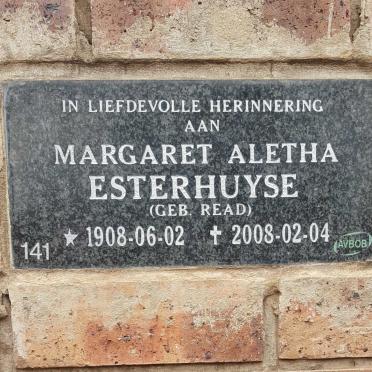 IN LIEFDEVOLLE HERINNERING
AAN
MARGARET ALETHA
ESTERHUYSE
(GEB. READ)
141 ★ 1908-06-02 ✝ 2008-02-04 AVBOB